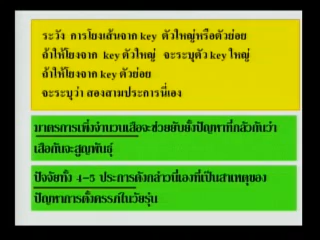 ระวัง การโยงเส้นจาก key ตัวใหญ่หรือตัวย่อย
ถ้าให้โยงจาก key ตัวใหญ่ จะระบุตัว key ใหญ่
ถ้าให้โยงจาก key ตัวย่อย
จะระบุว่า สองสามประการนี้เอง
มาตรการเพิ่มจำนวนเสือจะช่วยยับยั้งปัญหาที่กลัวกันว่า
เสือกันจะสูญพันธุ์
ปัจจัยทั้ง 4-5 ประการดังกล่าวนี้เองที่เป็นสาเหตุของ
ปัญหาการตั้งครรภ์ในวัยรุ่น